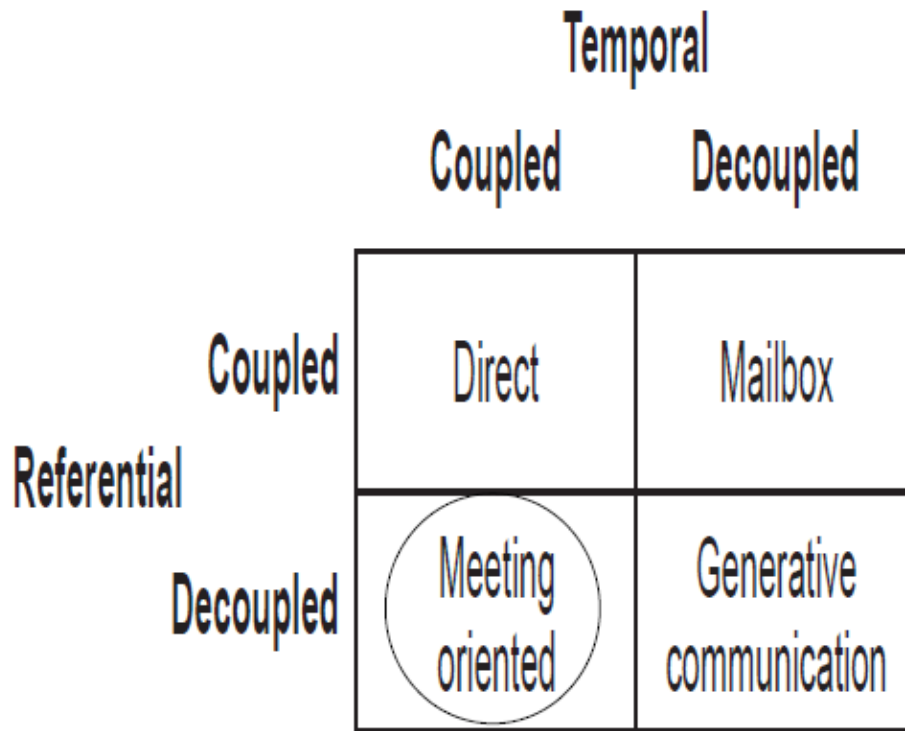 Temporal
Coupled Decoupled
Coupled Direct Mailbox
Referential
Decoupled Meeting oriented Generative communication